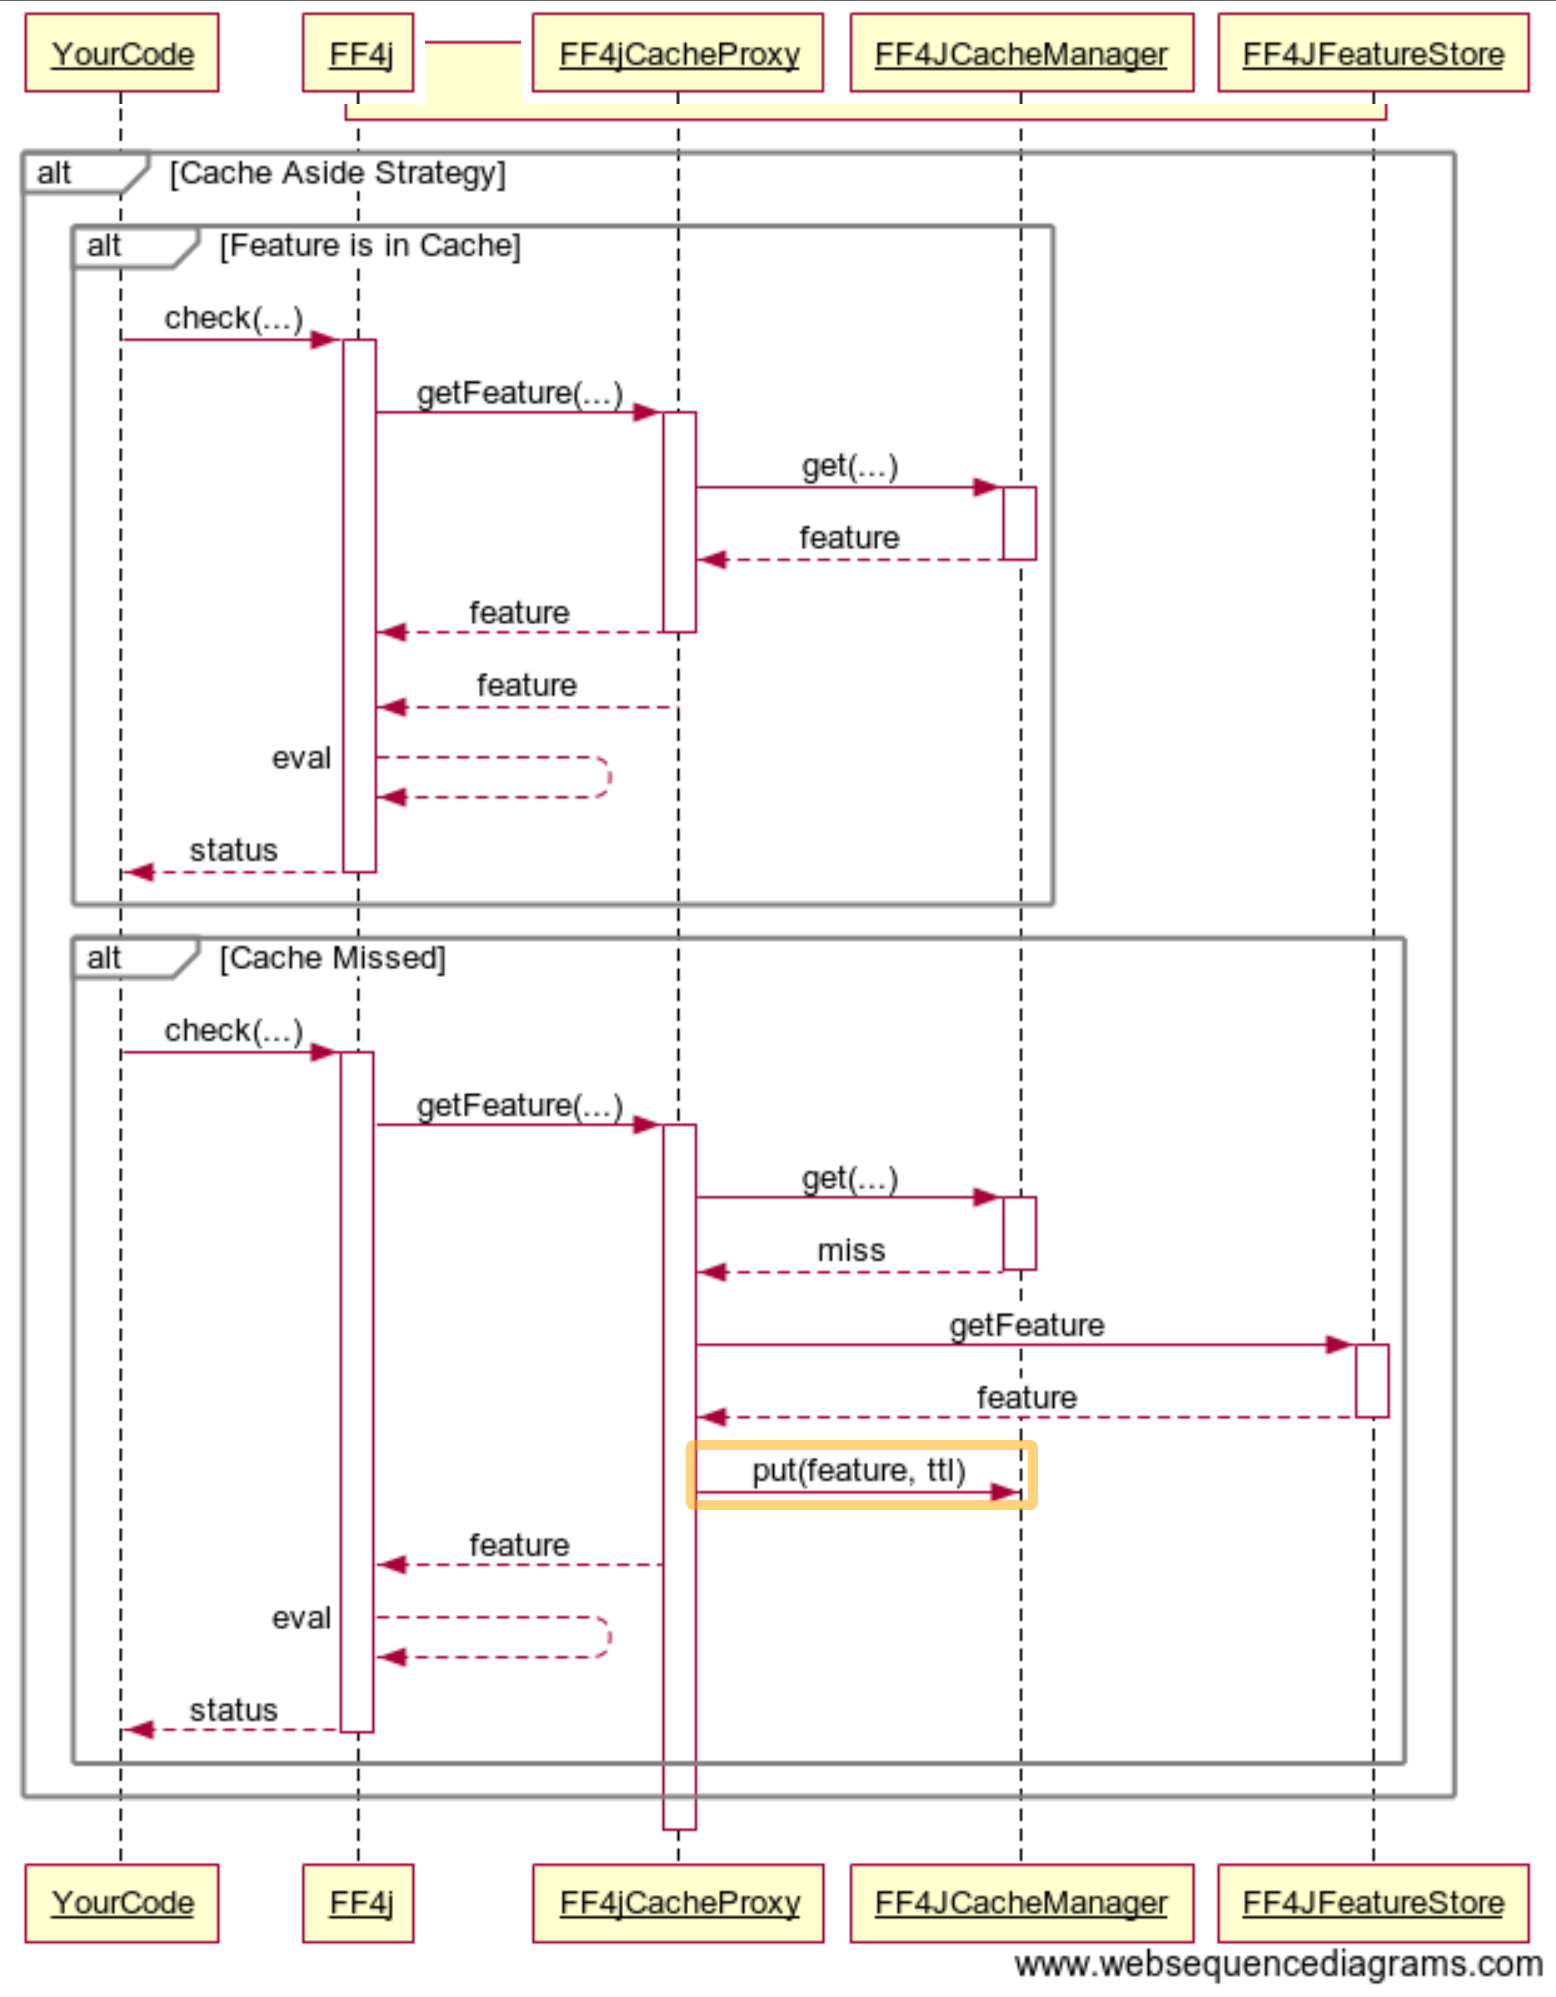 YourCode FF4j FF4jCacheProxy FF4JCacheManager FF4JFeatureStore
alt [Cache Aside Strategy]
alt [Feature is in Cache]
check(...)
getFeature(...)
get(...)
feature
feature
feature
eval
status
alt [Cache Missed]
check(...)
getFeature(...)
get(...)
miss
getFeature
feature
put(feature, ttl)
feature
eval
status
YourCode FF4j FF4jCacheProxy FF4JCacheManager FF4JFeatureStore
www.websequencediagrams.com